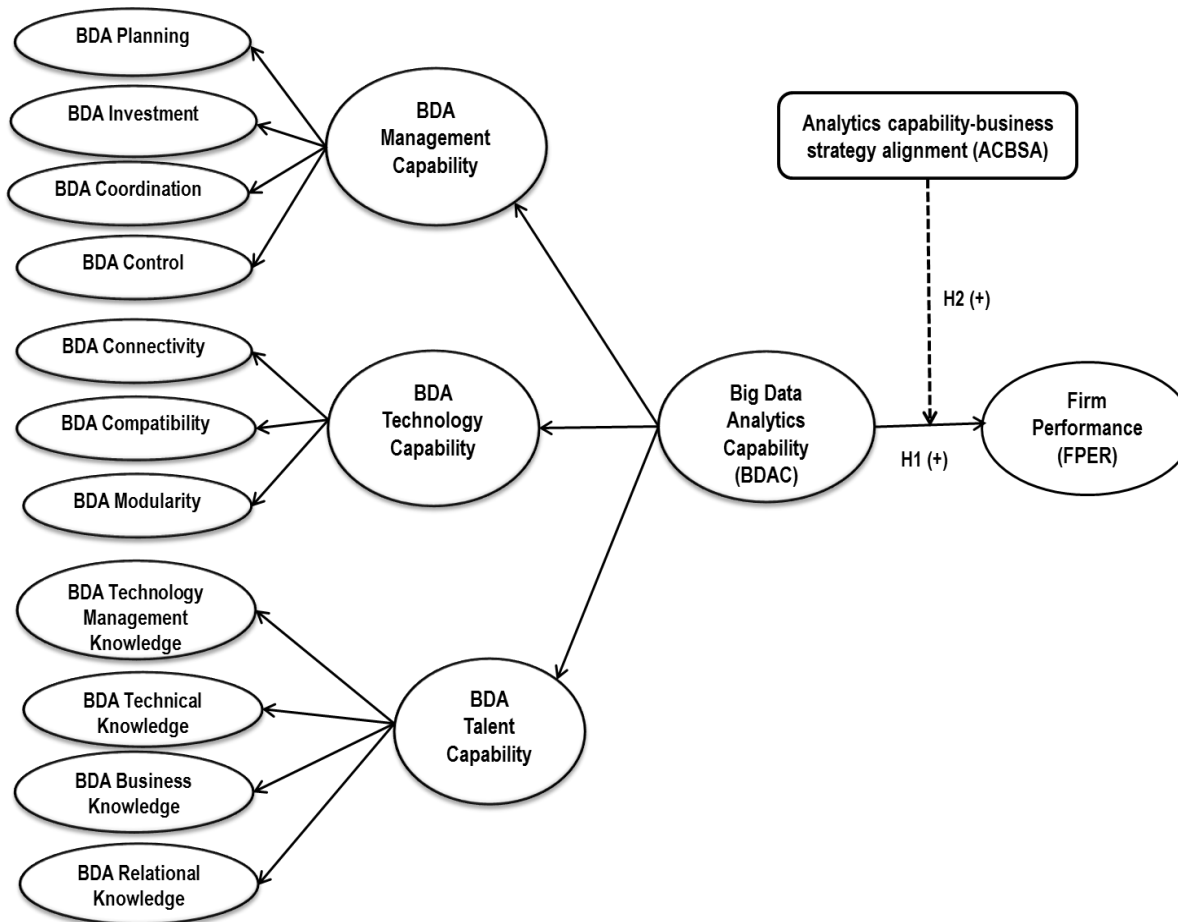 BDA Planning
BDA Investment
BDA Coordination
BDA Control
BDA Connectivity
BDA Compatibility
BDA Modularity
BDA Technology
Management
Knowledge
BDA Technical
Knowledge
BDA Business
Knowledge
BDA Relational
Knowledge
BDA
Management
Capability
BDA
Technology
Capability
BDA
Talent
Capability
Big Data
Analytics
Capability
(BDAC)
Analytics capability-business
strategy alignment (ACBSA)
H2 (+)
H1 (+)
Firm
Performance
(FPER)